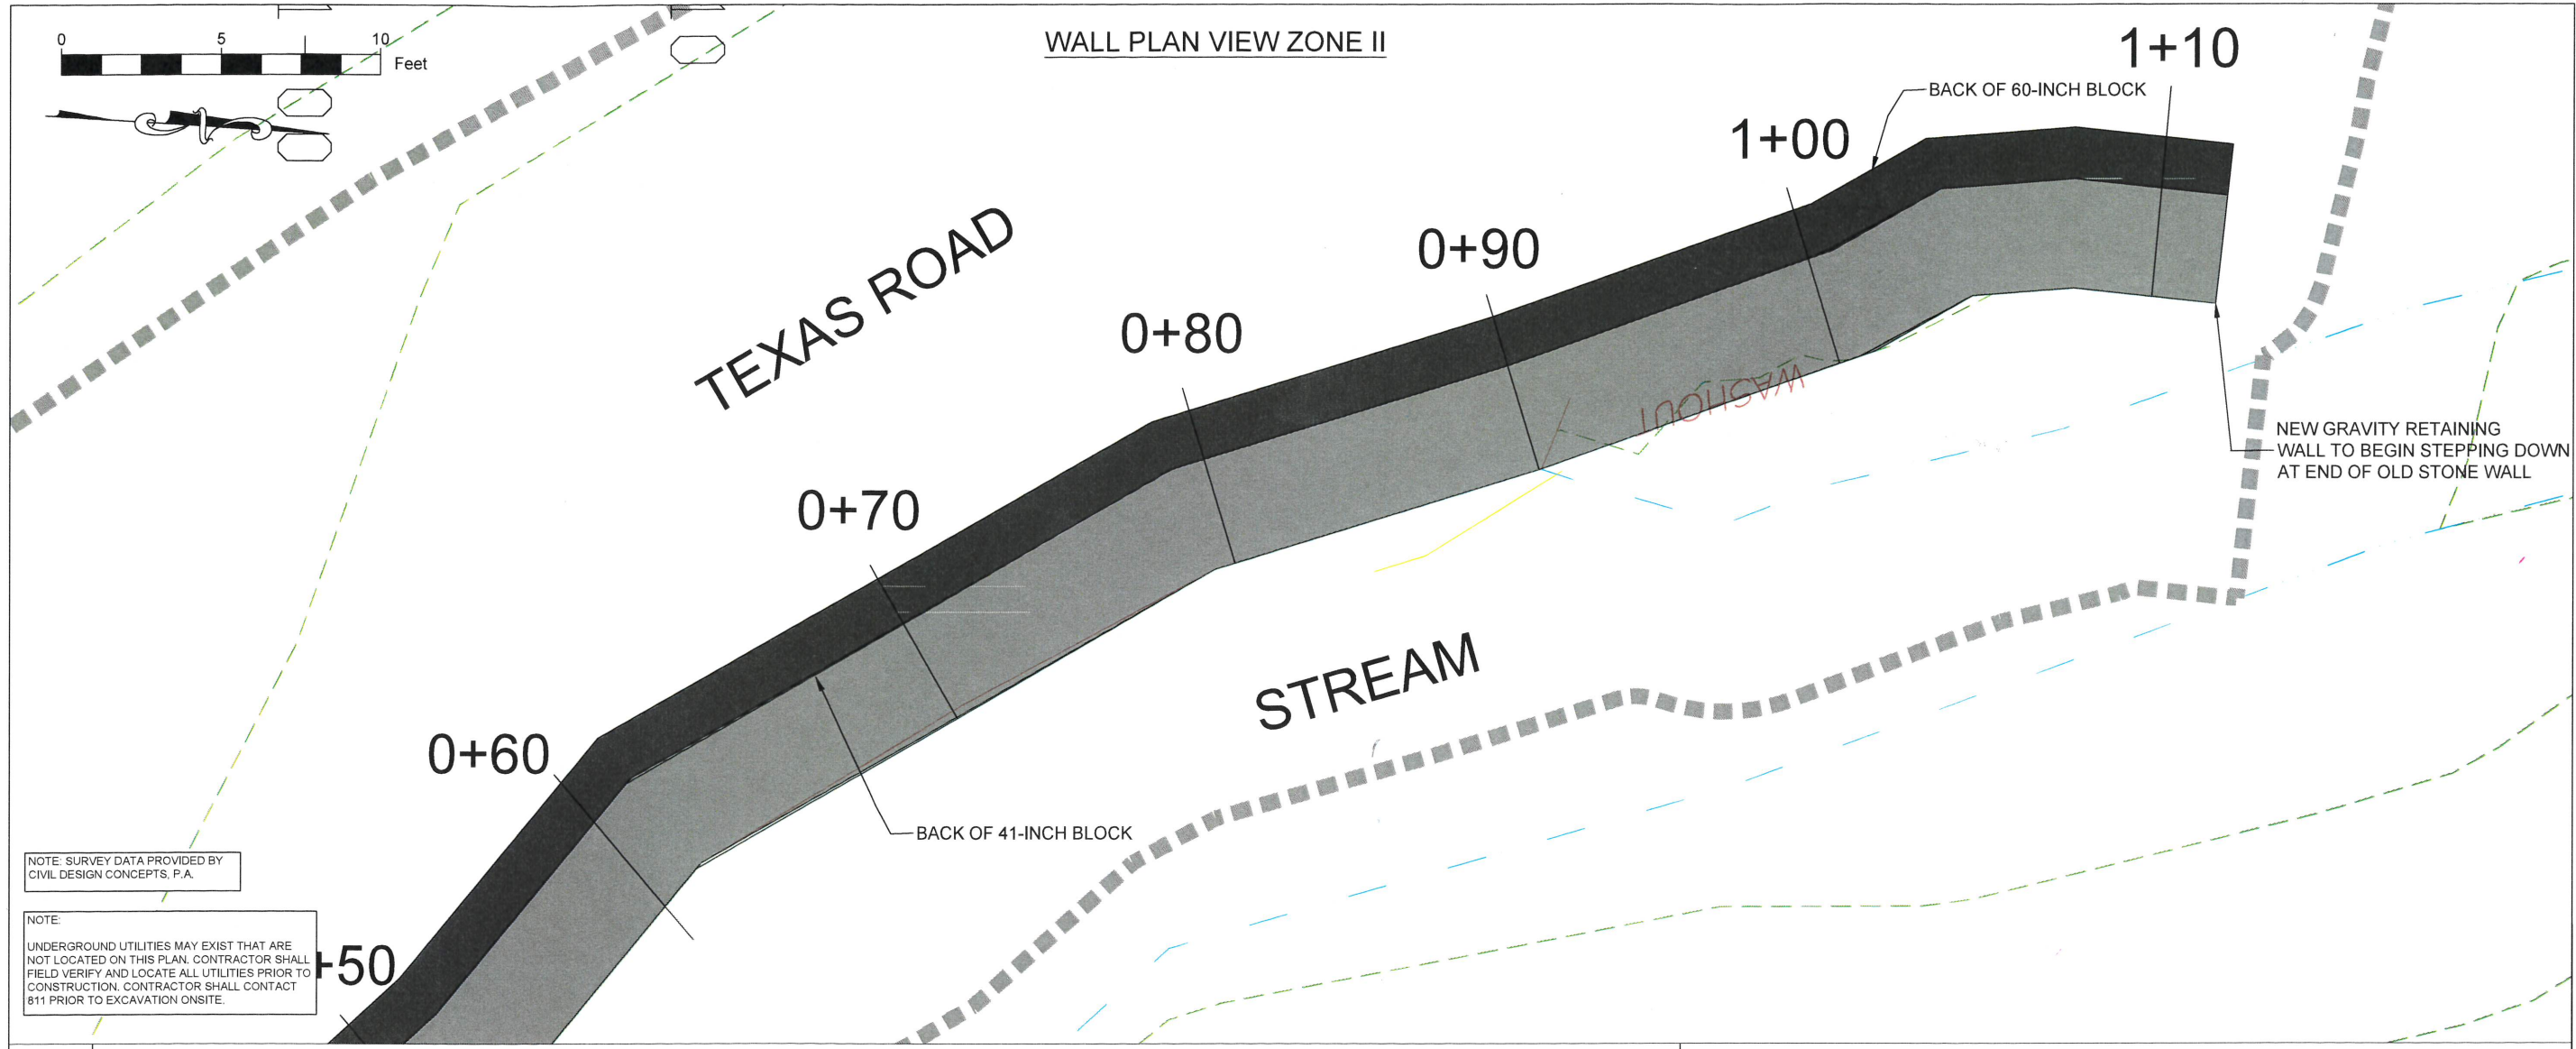 WALL PLAN VIEW ZONE II
0 5 10
Feet
1+10
BACK OF 60-INCH BLOCK
1+00
0+90
TEXAS ROAD
0+80
WASHOUT
NEW GRAVITY RETAINING
WALL TO BEGIN STEPPING DOWN
AT END OF OLD STONE WALL
0+70
STREAM
0+60
BACK OF 41-INCH BLOCK
NOTE: SURVEY DATA PROVIDED BY
CIVIL DESIGN CONCEPTS, P.A.
NOTE:
UNDERGROUND UTILITIES MAY EXIST THAT ARE
NOT LOCATED ON THIS PLAN. CONTRACTOR SHALL
FIELD VERIFY AND LOCATE ALL UTILITIES PRIOR TO
CONSTRUCTION. CONTRACTOR SHALL CONTACT
811 PRIOR TO EXCAVATION ONSITE.
+50